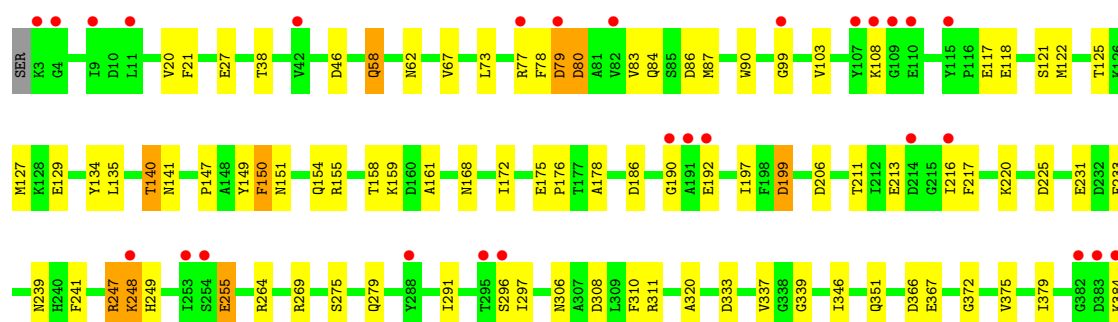 SER K3 G4 I9 D10 L11 V20 F21 E27 T38 V42 D46 Q58 N62 V67 L73 R77 F78 D79 D80 A81 V82 V83 Q84 S85 D86 M87 W90 G99 V103 Y107 K108 G109 E110 Y115 P116 E117 E118 S121 M122 T125 K126
M127 K128 E129 Y134 L135 T140 N141 P147 A148 Y149 F150 N151 Q154 R155 T158 K159 D160 A161 N168 I172 E175 P176 T177 A178 D186 G190 A191 E192 I197 F198 D199 D206 T211 I212 E213 D214 G215 I216 F217 K220 D225 E231 D232
N239 H240 F241 R247 K248 H249 I253 S254 E255 R264 R269 S275 Q279 Y288 I291 T295 S296 I297 N306 A307 D308 L309 F310 R311 A320 D333 V337 G338 G339 I346 Q351 D366 E367 G372 V375 I379 G382 D383